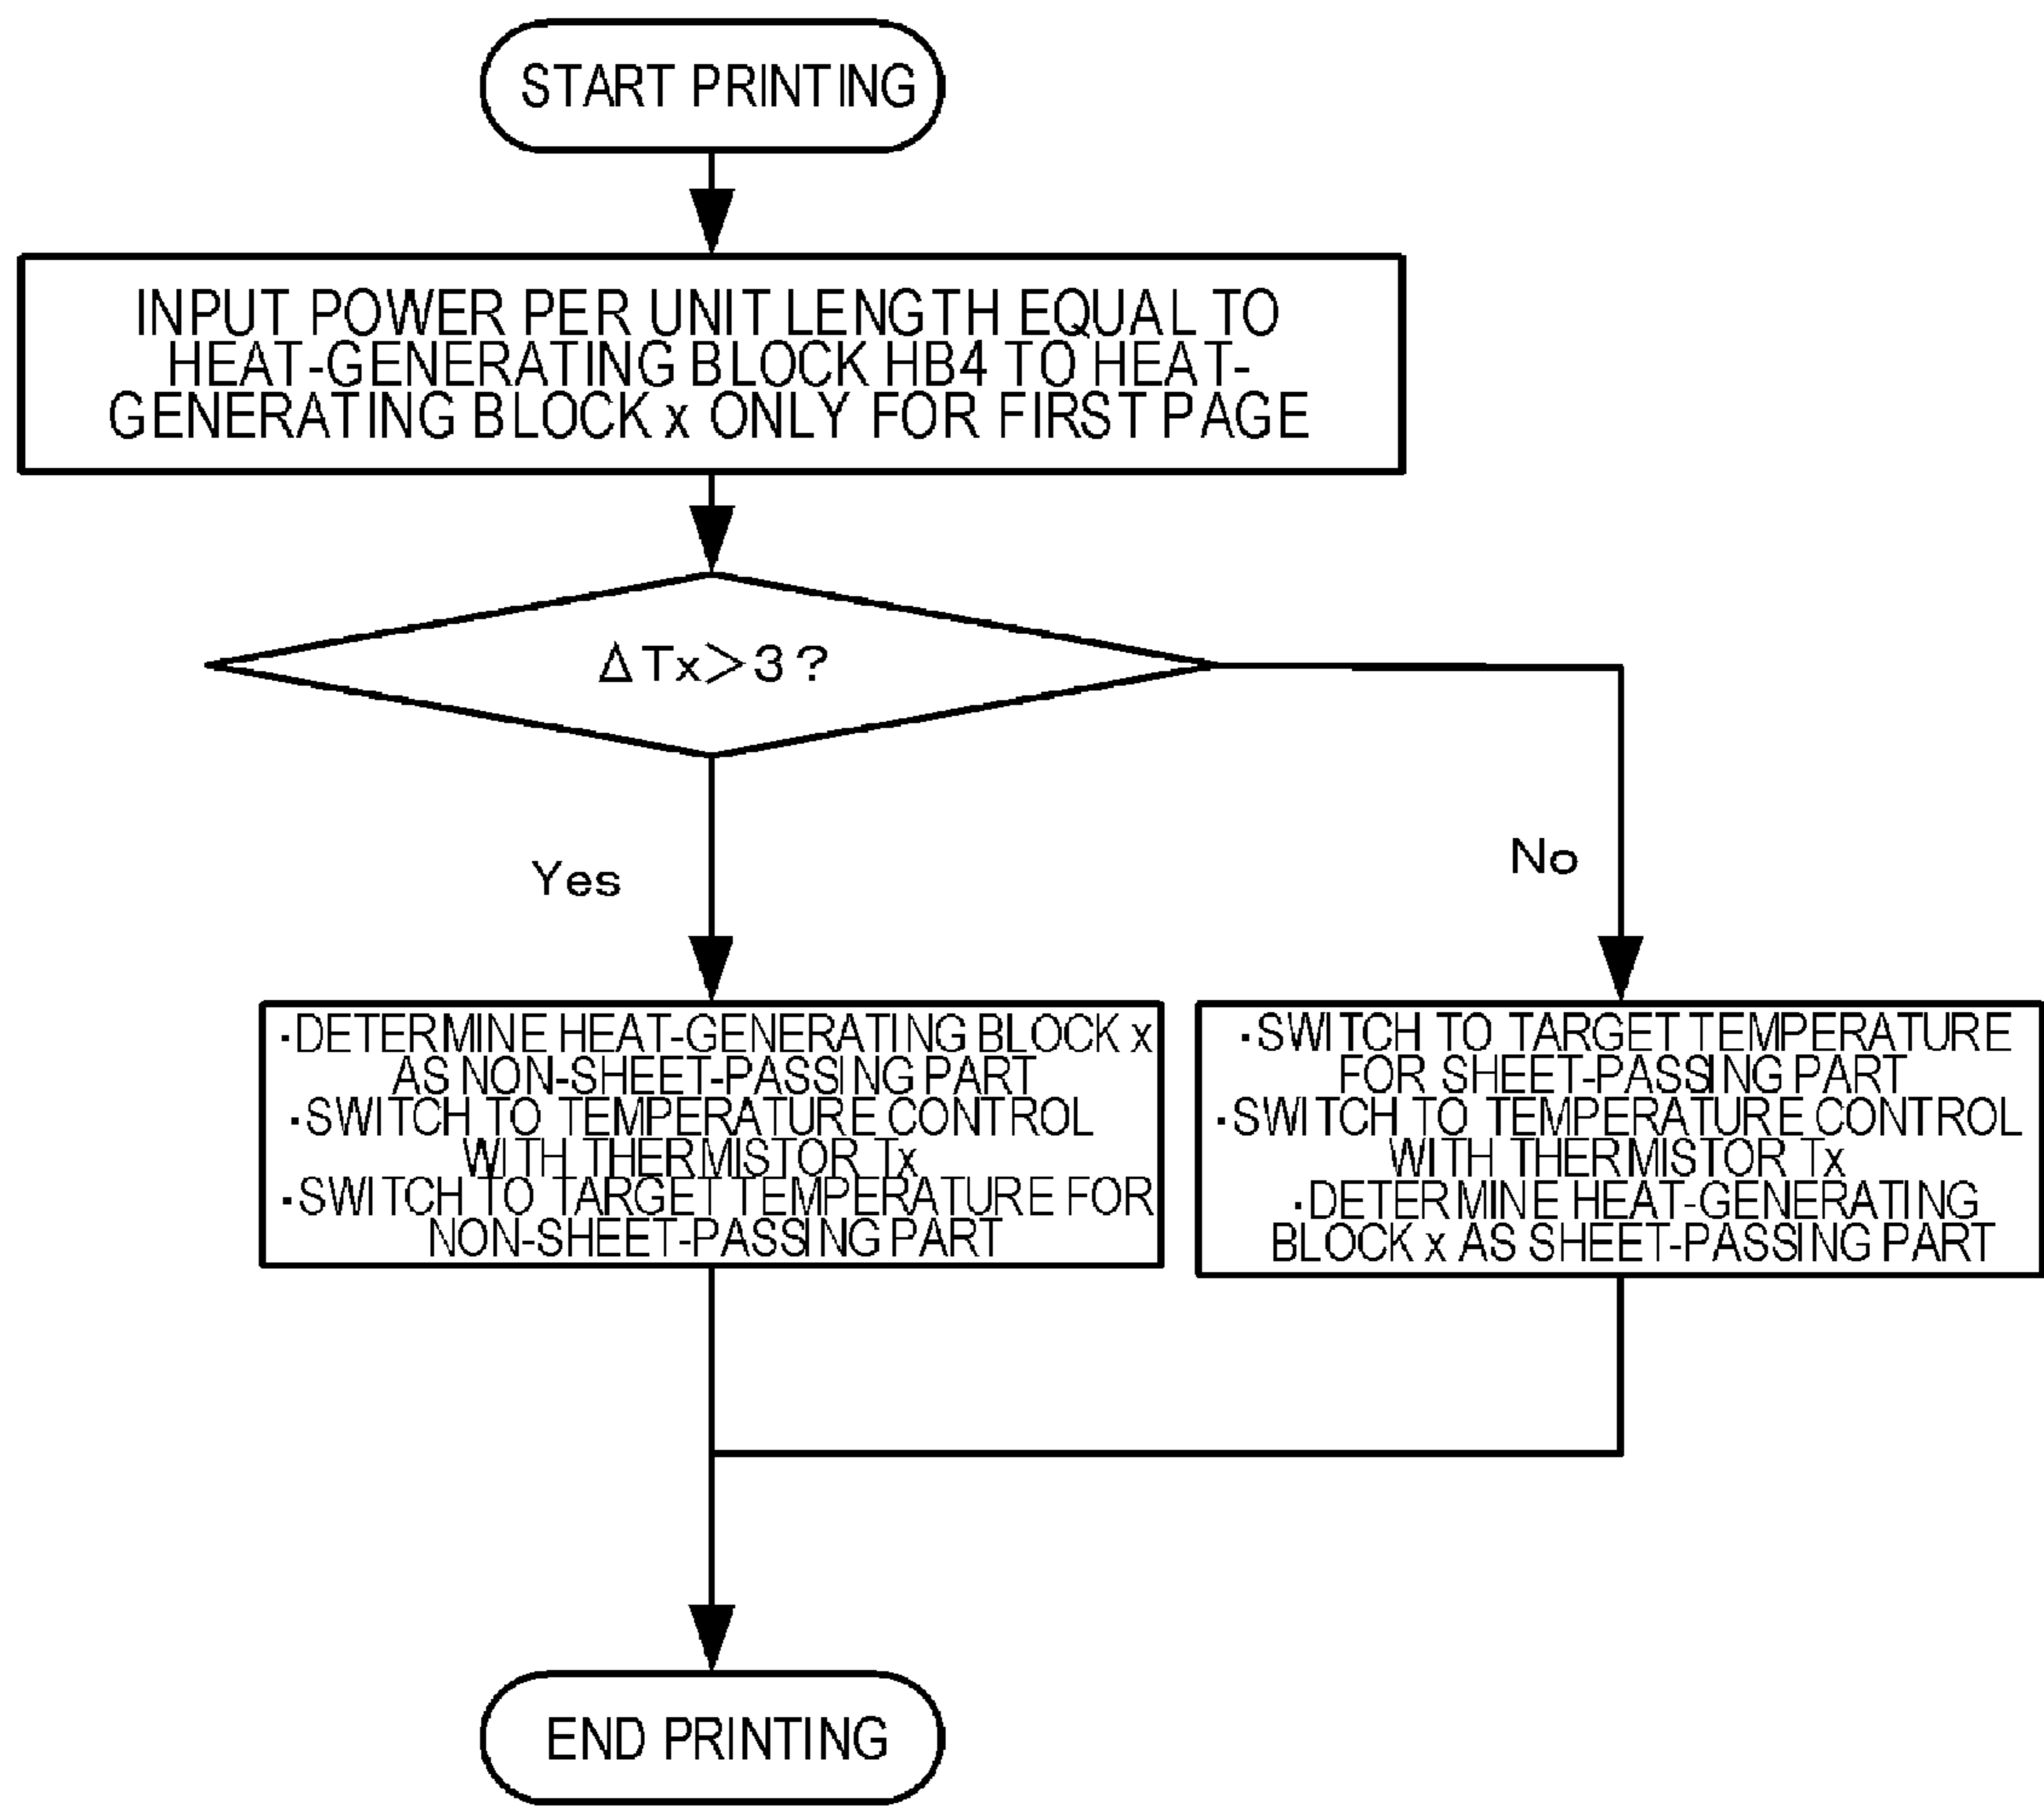 START PRINTING
INPUT POWER PER UNIT LENGTH EQUAL TO
HEAT-GENERATING BLOCK HB4 TO HEAT-
GENERATING BLOCK x ONLY FOR FIRST PAGE
ΔTx>3?
Yes
No
·DETERMINE HEAT-GENERATING BLOCK x
AS NON-SHEET-PASSING PART
·SWITCH TO TEMPERATURE CONTROL
WITH THERMISTOR Tx
·SWITCH TO TARGET TEMPERATURE FOR
NON-SHEET-PASSING PART
·SWITCH TO TARGET TEMPERATURE
FOR SHEET-PASSING PART
·SWITCH TO TEMPERATURE CONTROL
WITH THERMISTOR Tx
·DETERMINE HEAT-GENERATING
BLOCK x AS SHEET-PASSING PART
END PRINTING